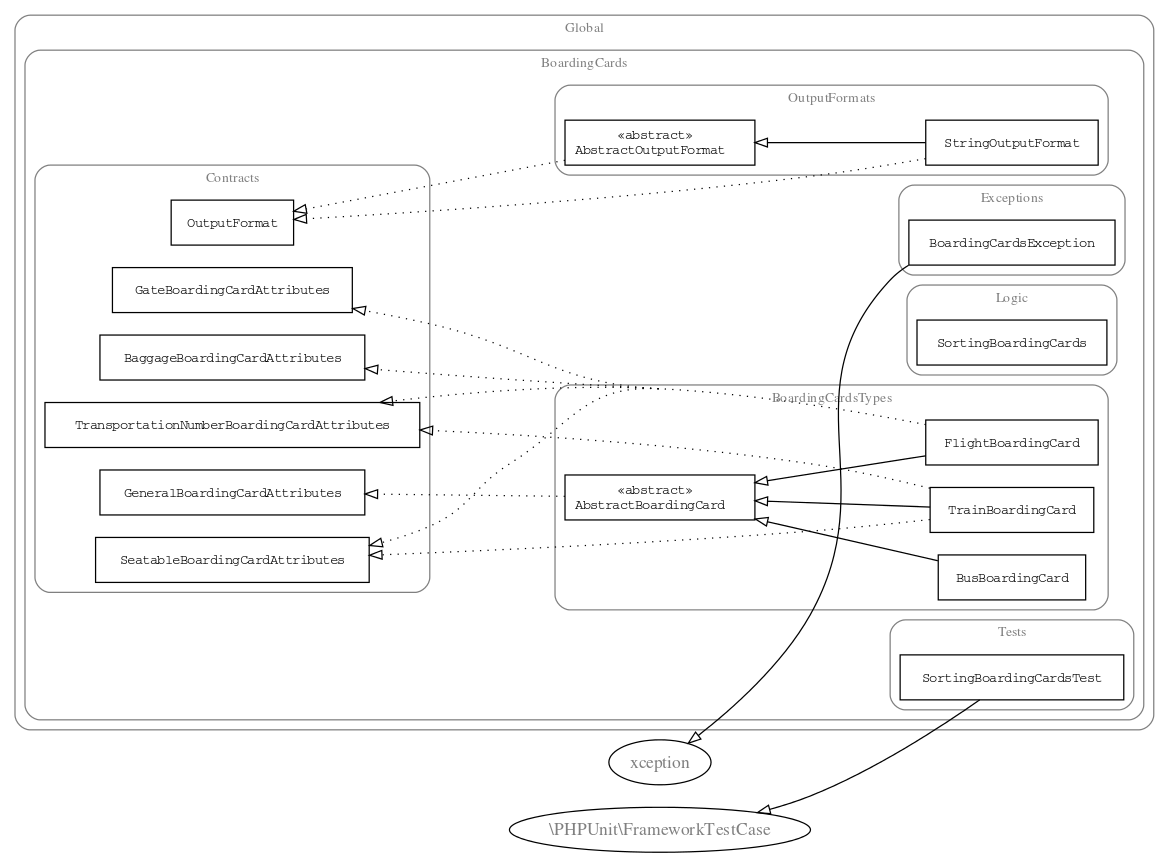 Global
BoardingCards
OutputFormats
«abstract»
AbstractOutputFormat
StringOutputFormat
Contracts
OutputFormat
GateBoardingCardAttributes
BaggageBoardingCardAttributes
TransportationNumberBoardingCardAttributes
GeneralBoardingCardAttributes
SeatableBoardingCardAttributes
Exceptions
BoardingCardsException
Logic
SortingBoardingCards
BoardingCardsTypes
FlightBoardingCard
«abstract»
AbstractBoardingCard
TrainBoardingCard
BusBoardingCard
Tests
SortingBoardingCardsTest
xception
\PHPUnit\FrameworkTestCase